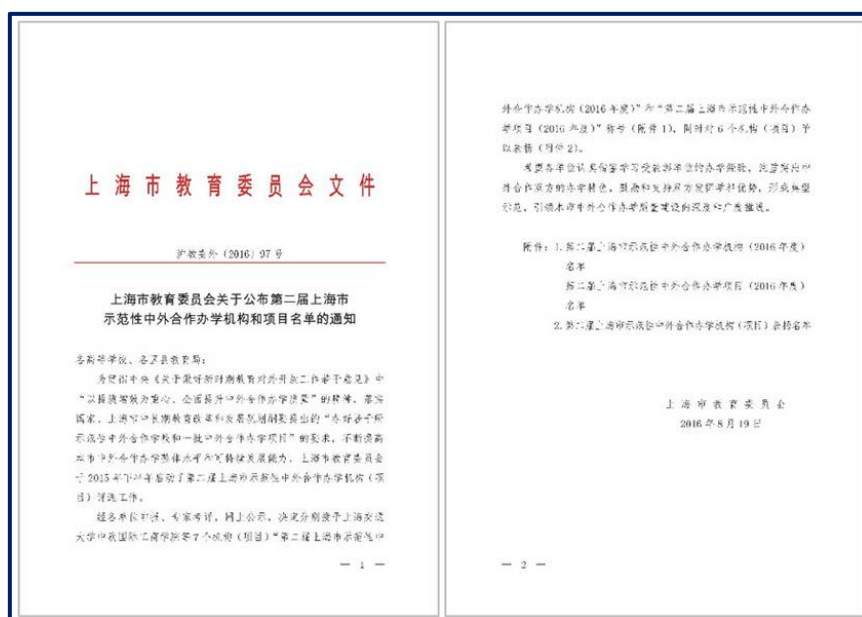 上海市教育委员会文件
沪教委外〔2016〕97号
上海市教育委员会关于公布第二届上海市
示范性中外合作办学机构和项目名单的通知
各高等学校、各区县教育局：
为贯彻中央《关于做好新时期教育对外开放工作若干意见》中
“以提质增效为重心，全面提升中外合作办学质量”的精神，落实
国家、上海市中长期教育改革和发展规划纲要提出的“办好若干所
示范性中外合作学校和一批中外合作办学项目”的要求，不断提高
本市中外合作办学整体水平和可持续发展能力，上海市教育委员会
于2015年下半年启动了第二届上海市示范性中外合作办学机构（项
目）评选工作。
经各单位申报、专家考评、网上公示，决定分别授予上海交通
大学中欧国际工商学院等7个机构（项目）“第二届上海市示范性中
— 1 —
外合作办学机构（2016年度）”和“第二届上海市示范性中外合作办
学项目（2016年度）”称号（附件1），同时对6个机构（项目）予
以表扬（附件2）。
希望各单位认真借鉴学习受表彰单位的办学经验，注重突出中
外合作双方的办学特色，鼓励和支持双方发挥学科优势，形成典型
示范，引领本市中外合作办学质量建设向深度和广度推进。
附件：1.第二届上海市示范性中外合作办学机构（2016年度）
名单
第二届上海市示范性中外合作办学项目（2016年度）
名单
2.第二届上海市示范性中外合作办学机构（项目）表扬名单
上海市教育委员会
2016年8月19日
— 2 —